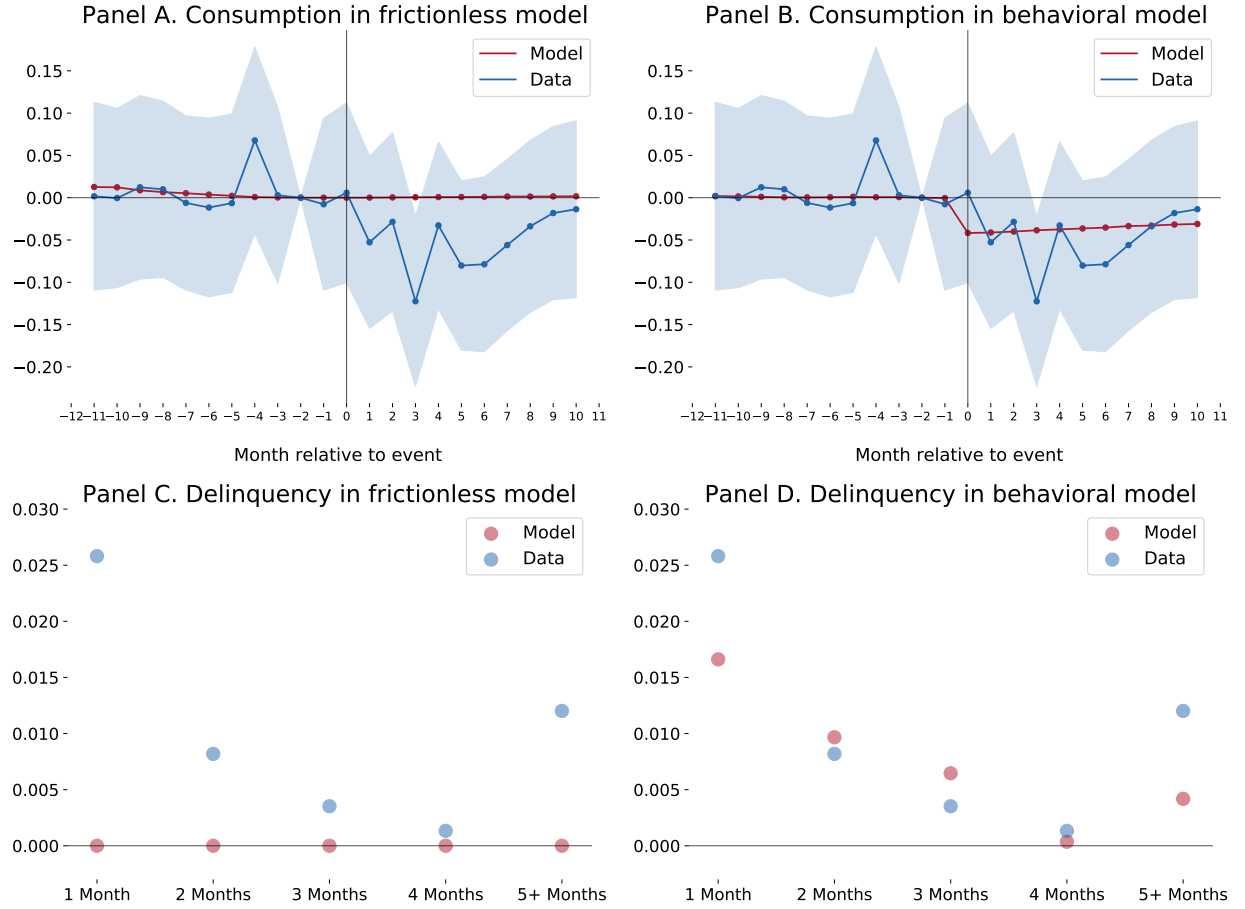 Panel A. Consumption in frictionless model
Model
Data
0.15
0.10
0.05
0.00
−0.05
−0.10
−0.15
−0.20
−12 −11 −10 −9 −8 −7 −6 −5 −4 −3 −2 −1 0 1 2 3 4 5 6 7 8 9 10 11
Month relative to event
Panel B. Consumption in behavioral model
Model
Data
0.15
0.10
0.05
0.00
−0.05
−0.10
−0.15
−0.20
−12 −11 −10 −9 −8 −7 −6 −5 −4 −3 −2 −1 0 1 2 3 4 5 6 7 8 9 10 11
Month relative to event
Panel C. Delinquency in frictionless model
Model
Data
0.030
0.025
0.020
0.015
0.010
0.005
0.000
1 Month 2 Months 3 Months 4 Months 5+ Months
Panel D. Delinquency in behavioral model
Model
Data
0.030
0.025
0.020
0.015
0.010
0.005
0.000
1 Month 2 Months 3 Months 4 Months 5+ Months